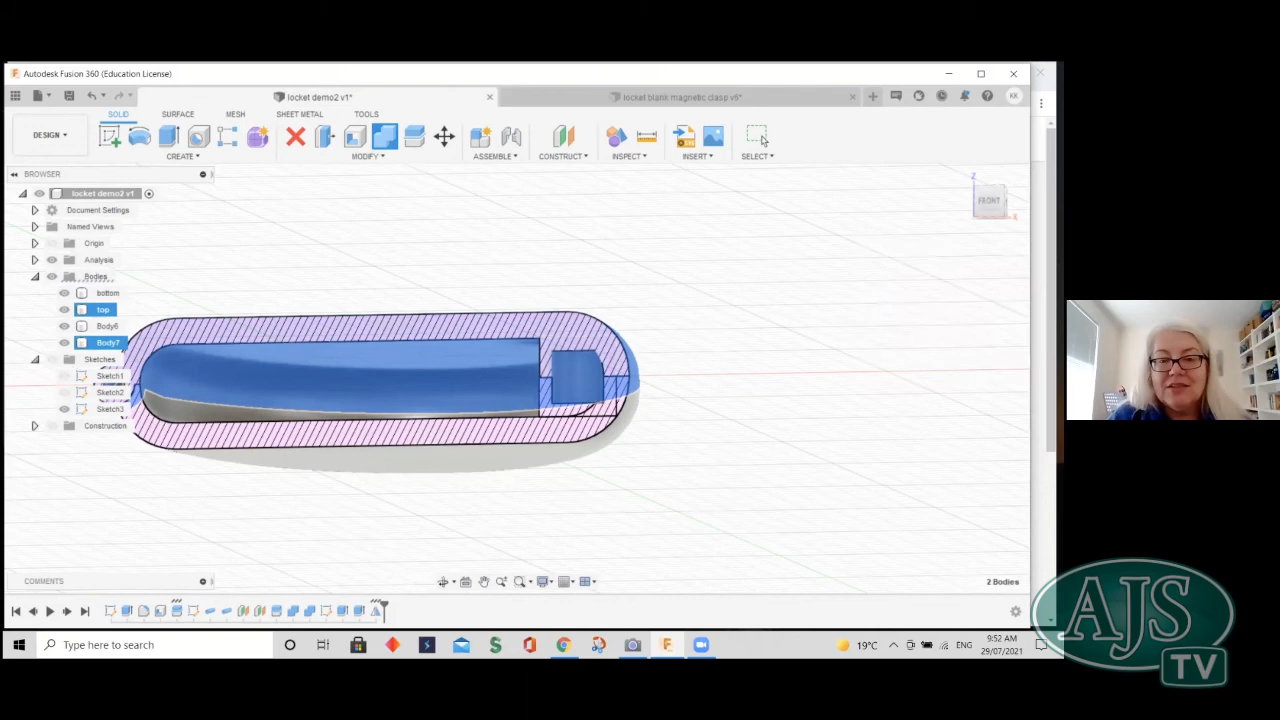 Autodesk Fusion 360 (Education License)
locket demo2 v1*
locket blank magnetic clasp v6*
KK
SOLID SURFACE MESH SHEET METAL TOOLS
DESIGN
CREATE MODIFY ASSEMBLE CONSTRUCT INSPECT INSERT SELECT
BROWSER
locket demo2 v1
Document Settings
Named Views
Origin
Analysis
Bodies
bottom
top
Body6
Body7
Sketches
Sketch1
Sketch2
Sketch3
Construction
Z
FRONT
X
COMMENTS
2 Bodies
Type here to search
19°C
ENG
9:52 AM
29/07/2021
AJS
TV